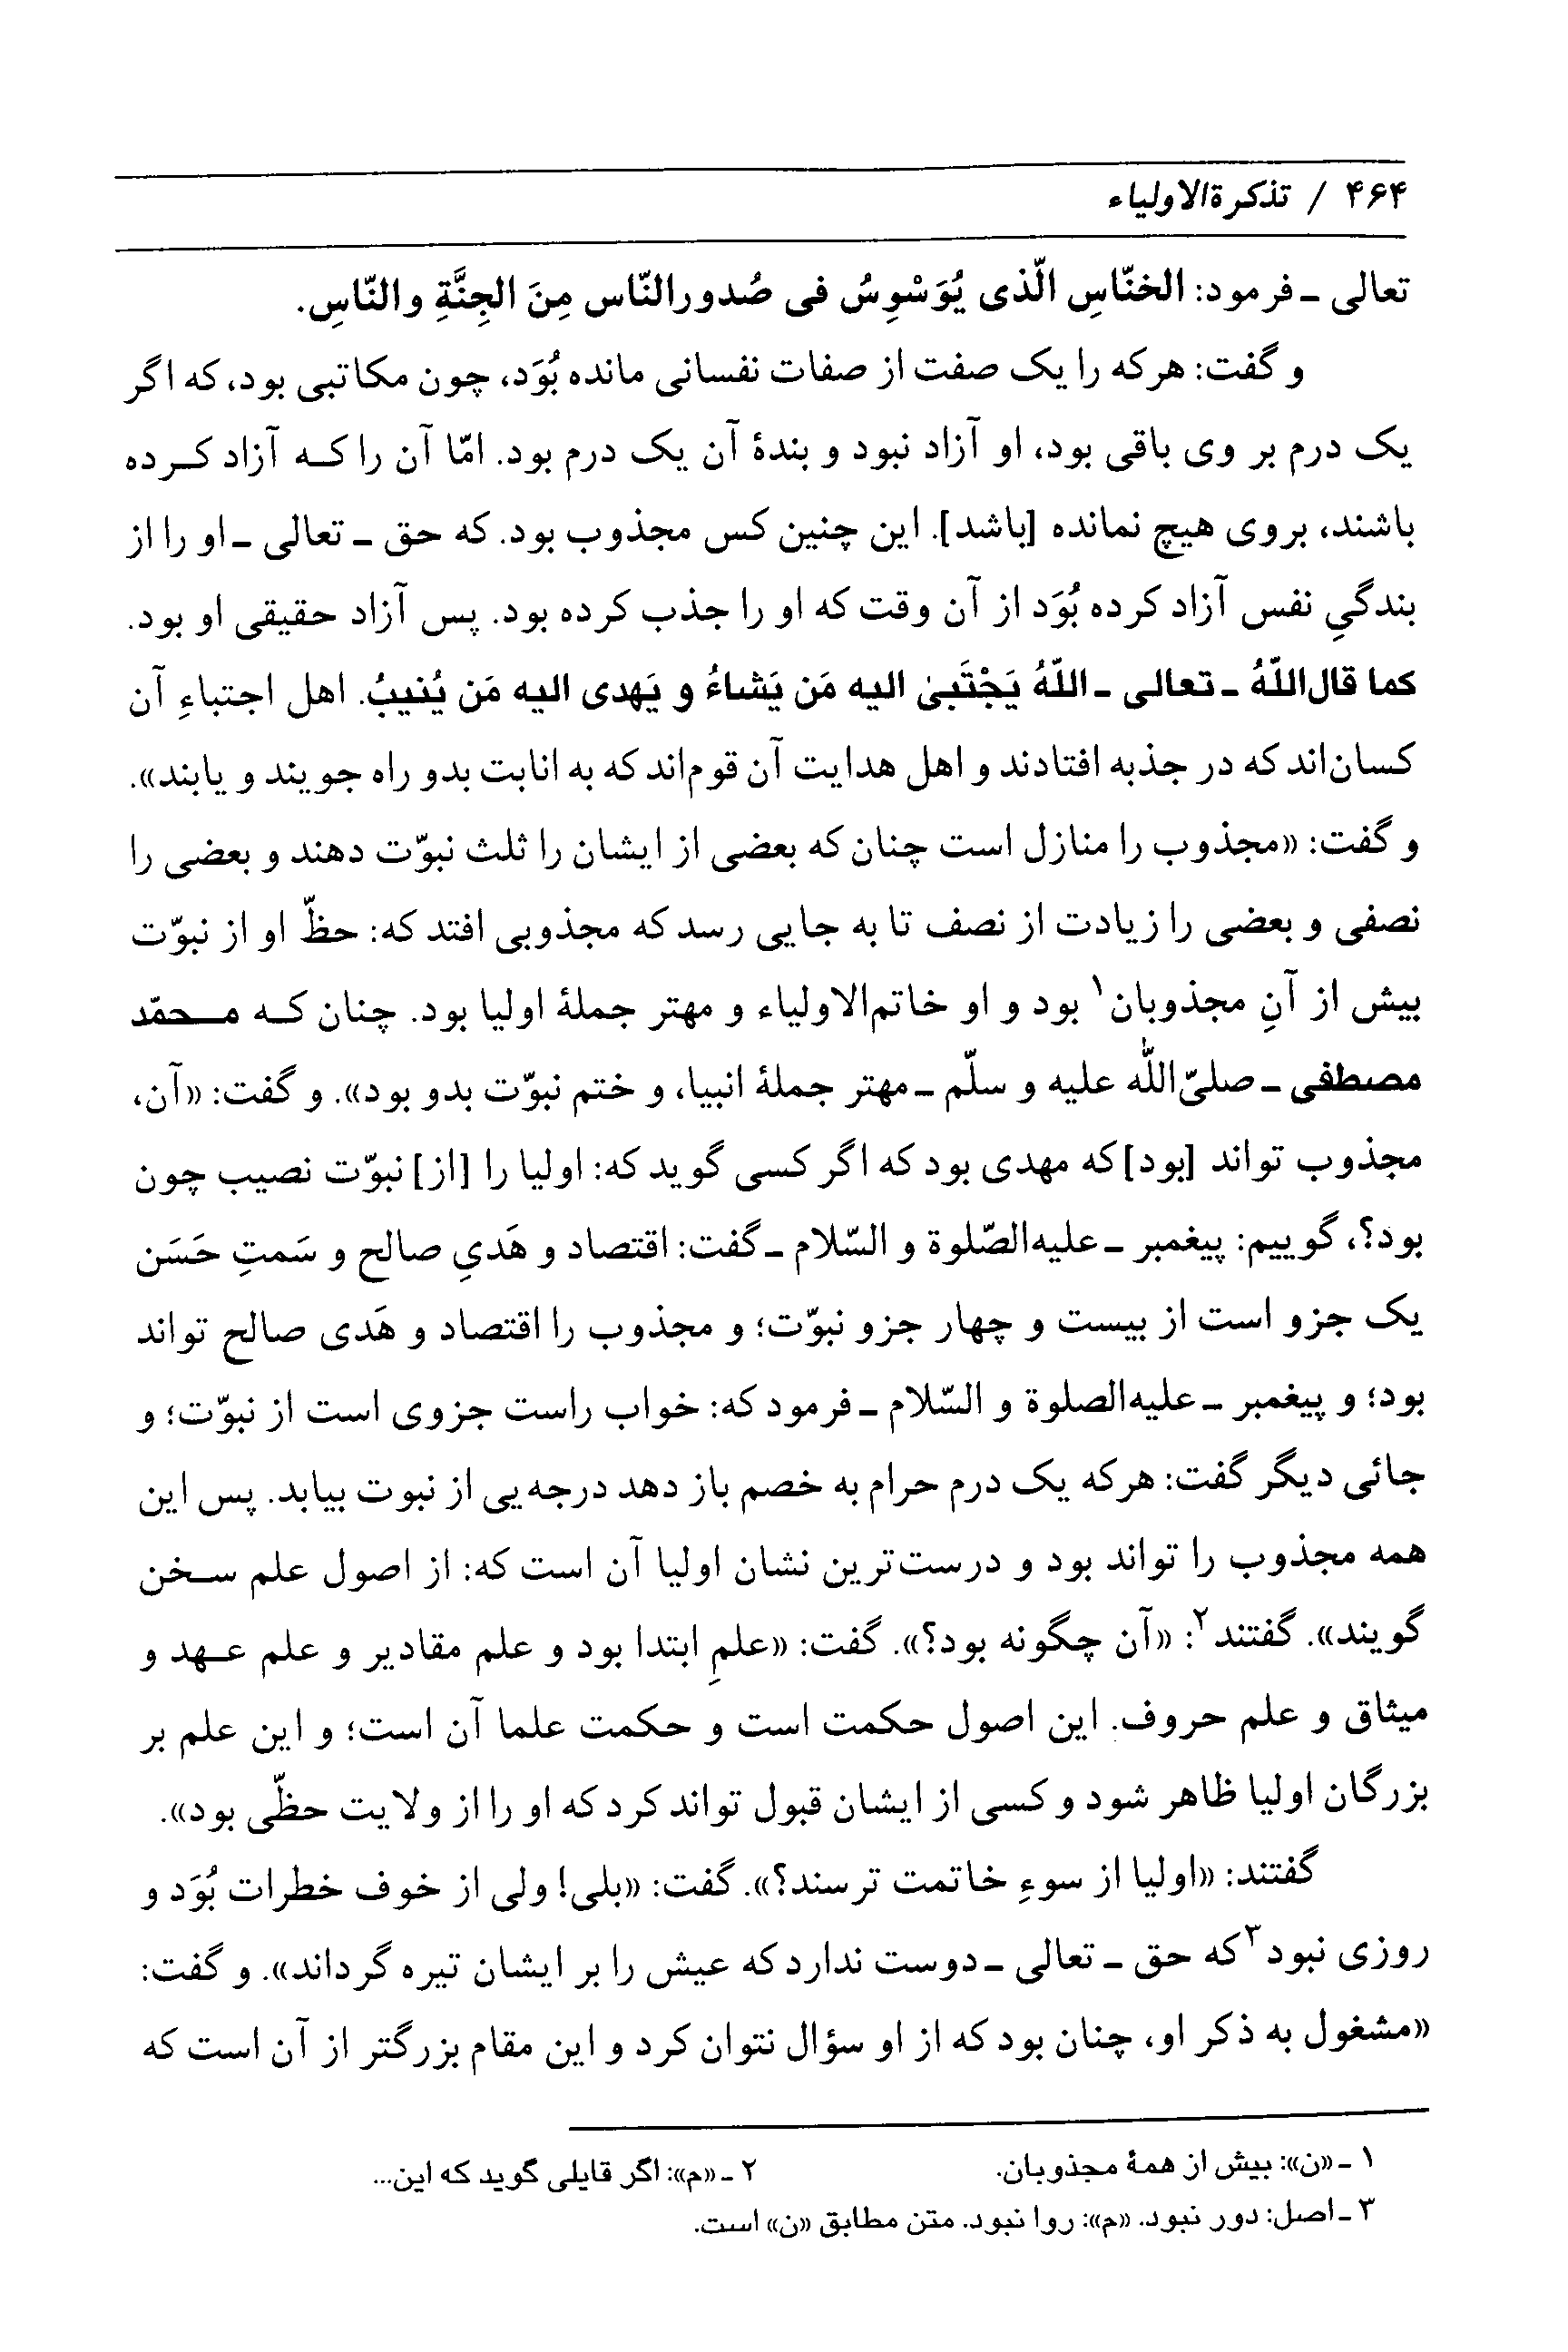 ۴۶۴ / تذکرة‌الاولیاء
تعالی ـ فرمود: الخنّاسِ الّذی یُوَسْوِسُ فی صُدورالنّاس مِنَ الجِنَّةِ والنّاسِ.
و گفت: هرکه را یک صفت از صفات نفسانی مانده بُوَد، چون مکاتبی بود، که اگر
یک درم بر وی باقی بود، او آزاد نبود و بندهٔ آن یک درم بود. امّا آن را کـه آزاد کـرده
باشند، بروی هیچ نمانده [باشد]. این چنین کس مجذوب بود. که حق ـ تعالی ـ او را از
بندگیِ نفس آزاد کرده بُوَد از آن وقت که او را جذب کرده بود. پس آزاد حقیقی او بود.
کما قال‌اللّهُ ـ تعالی ـ اللّهُ یَجْتَبیٰ الیه مَن یَشاءُ و یَهدی الیه مَن یُنیبُ. اهل اجتباءِ آن
کسان‌اند که در جذبه افتادند و اهل هدایت آن قوم‌اند که به انابت بدو راه جویند و یابند».
و گفت: «مجذوب را منازل است چنان که بعضی از ایشان را ثلث نبوّت دهند و بعضی را
نصفی و بعضی را زیادت از نصف تا به جایی رسد که مجذوبی افتد که: حظّ او از نبوّت
بیش از آنِ مجذوبان۱ بود و او خاتم‌الاولیاء و مهتر جملهٔ اولیا بود. چنان کـه مـحمّد
مصطفی ـ صلیّ‌اللّه علیه و سلّم ـ مهتر جملهٔ انبیا، و ختم نبوّت بدو بود». و گفت: «آن،
مجذوب تواند [بود] که مهدی بود که اگر کسی گوید که: اولیا را [از] نبوّت نصیب چون
بود؟، گوییم: پیغمبر ـ علیه‌الصّلوة و السّلام ـ گفت: اقتصاد و هَدیِ صالح و سَمتِ حَسَن
یک جزو است از بیست و چهار جزو نبوّت؛ و مجذوب را اقتصاد و هَدی صالح تواند
بود؛ و پیغمبر ـ علیه‌الصلوة و السّلام ـ فرمود که: خواب راست جزوی است از نبوّت؛ و
جائی دیگر گفت: هرکه یک درم حرام به خصم باز دهد درجه‌یی از نبوت بیابد. پس این
همه مجذوب را تواند بود و درست‌ترین نشان اولیا آن است که: از اصول علم سـخن
گویند». گفتند۲: «آن چگونه بود؟». گفت: «علمِ ابتدا بود و علم مقادیر و علم عـهد و
میثاق و علم حروف. این اصول حکمت است و حکمت علما آن است؛ و این علم بر
بزرگان اولیا ظاهر شود و کسی از ایشان قبول تواند کرد که او را از ولایت حظّی بود».
گفتند: «اولیا از سوءِ خاتمت ترسند؟». گفت: «بلی! ولی از خوف خطرات بُوَد و
روزی نبود۳ که حق ـ تعالی ـ دوست ندارد که عیش را بر ایشان تیره گرداند». و گفت:
«مشغول به ذکر او، چنان بود که از او سؤال نتوان کرد و این مقام بزرگتر از آن است که
۱ ـ «ن»: بیش از همهٔ مجذوبان. ۲ ـ «م»: اگر قایلی گوید که این...
۳ ـ اصل: دور نبود. «م»: روا نبود. متن مطابق «ن» است.